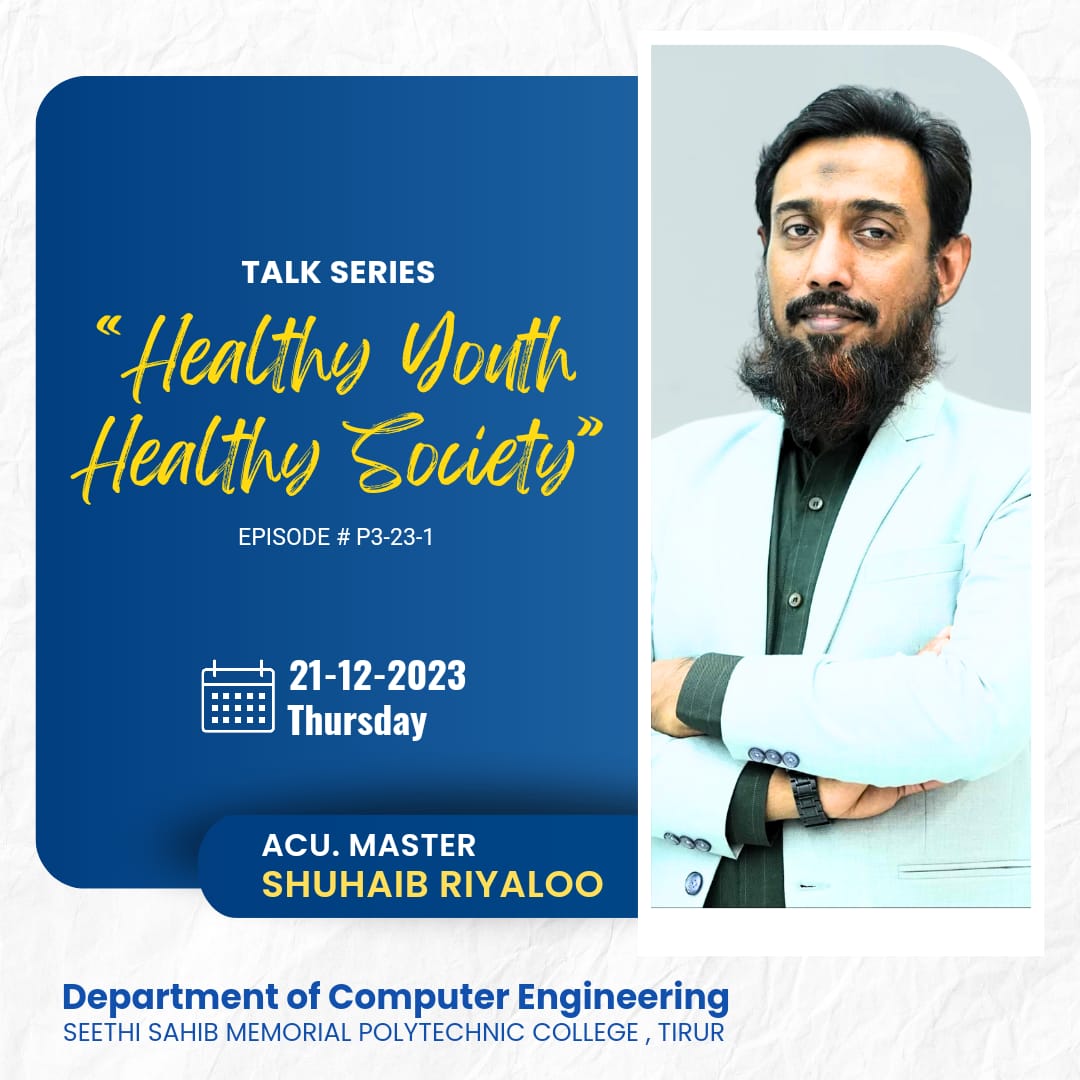 TALK SERIES
“Healthy Youth
Healthy Society”
EPISODE # P3-23-1
21-12-2023
Thursday
ACU. MASTER
SHUHAIB RIYALOO
Department of Computer Engineering
SEETHI SAHIB MEMORIAL POLYTECHNIC COLLEGE , TIRUR